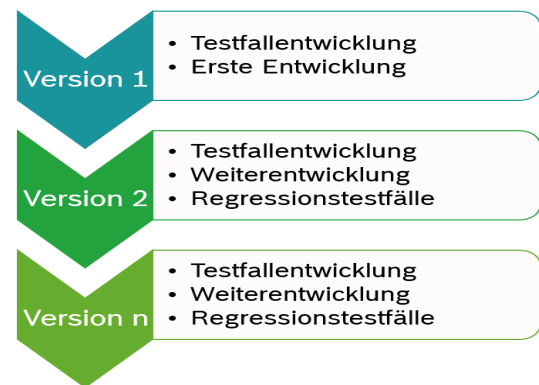 Version 1
• Testfallentwicklung
• Erste Entwicklung
Version 2
• Testfallentwicklung
• Weiterentwicklung
• Regressionstestfälle
Version n
• Testfallentwicklung
• Weiterentwicklung
• Regressionstestfälle